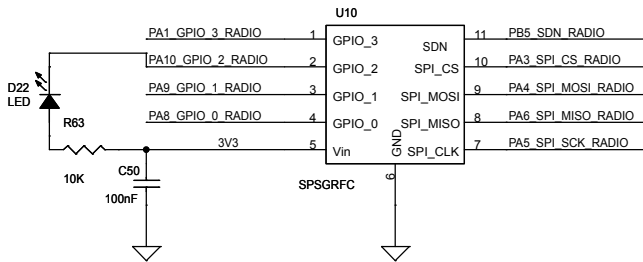 U10
PA1_GPIO_3_RADIO 1 GPIO_3 SDN 11 PB5_SDN_RADIO
PA10_GPIO_2_RADIO 2 GPIO_2 SPI_CS 10 PA3_SPI_CS_RADIO
D22
LED
PA9_GPIO_1_RADIO 3 GPIO_1 SPI_MOSI 9 PA4_SPI_MOSI_RADIO
R63
PA8_GPIO_0_RADIO 4 GPIO_0 SPI_MISO 8 PA6_SPI_MISO_RADIO
3V3 5 Vin GND SPI_CLK 7 PA5_SPI_SCK_RADIO
10K
C50
100nF
SPSGRFC
6